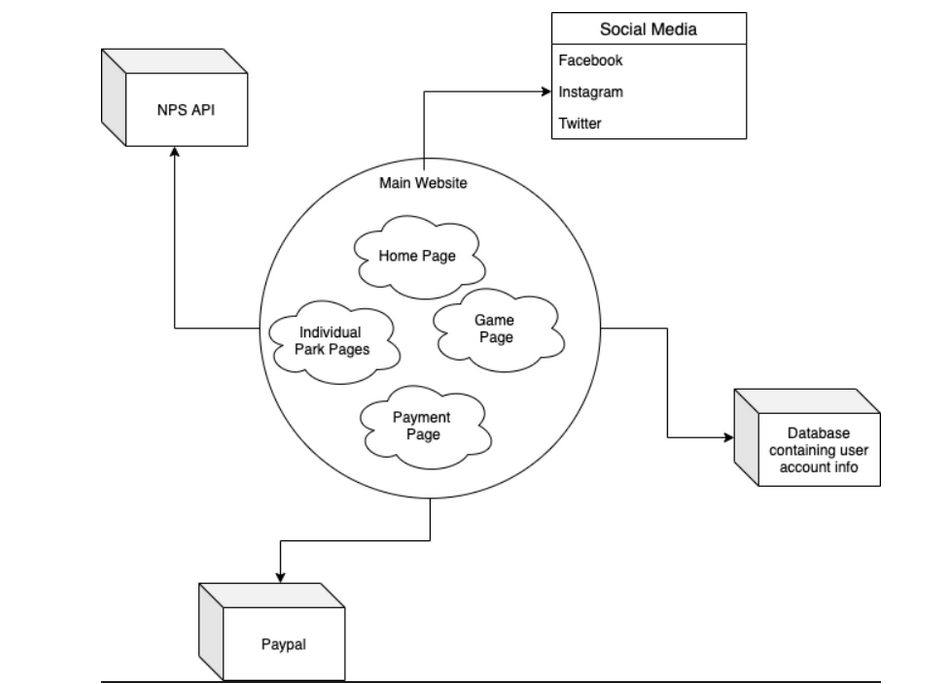 Social Media
Facebook
Instagram
Twitter
NPS API
Main Website
Home Page
Game
Page
Individual
Park Pages
Payment
Page
Database
containing user
account info
Paypal